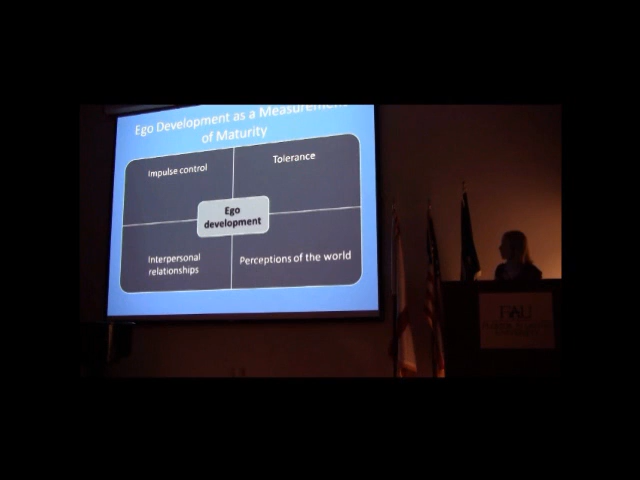 Ego Development as a Measurement
of Maturity
Impulse control
Tolerance
Ego
development
Interpersonal
relationships
Perceptions of the world
FAU